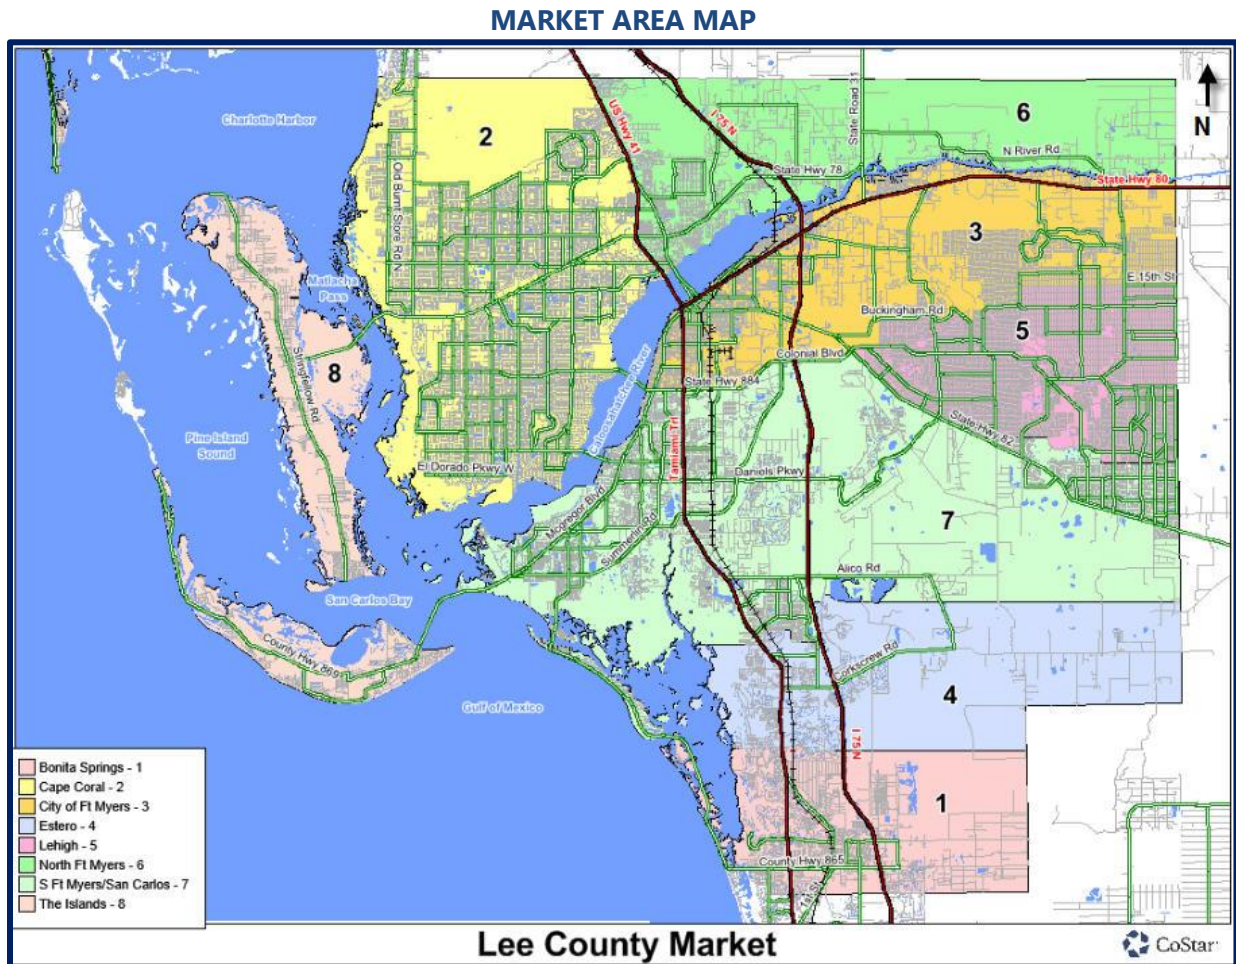 MARKET AREA MAP
Charlotte Harbor
US Hwy 41
I-75 N
State Road 31
6
N
2
N River Rd
State Hwy 78
State Hwy 80
Old Burnt Store Rd N
3
Matlacha
Pass
E 15th St
Buckingham Rd
5
Colonial Blvd
8
Stringfellow Rd
State Hwy 884
Caloosahatchee River
State Hwy 82
Pine Island
Sound
Tamiami Trl
El Dorado Pkwy W
Daniels Pkwy
Mcgregor Blvd
7
Summerlin Rd
Alico Rd
San Carlos Bay
County Hwy 869
Corkscrew Rd
4
Gulf of Mexico
I 75 N
1
County Hwy 865
1st St
Bonita Springs - 1
Cape Coral - 2
City of Ft Myers - 3
Estero - 4
Lehigh - 5
North Ft Myers - 6
S Ft Myers/San Carlos - 7
The Islands - 8
Lee County Market
CoStar